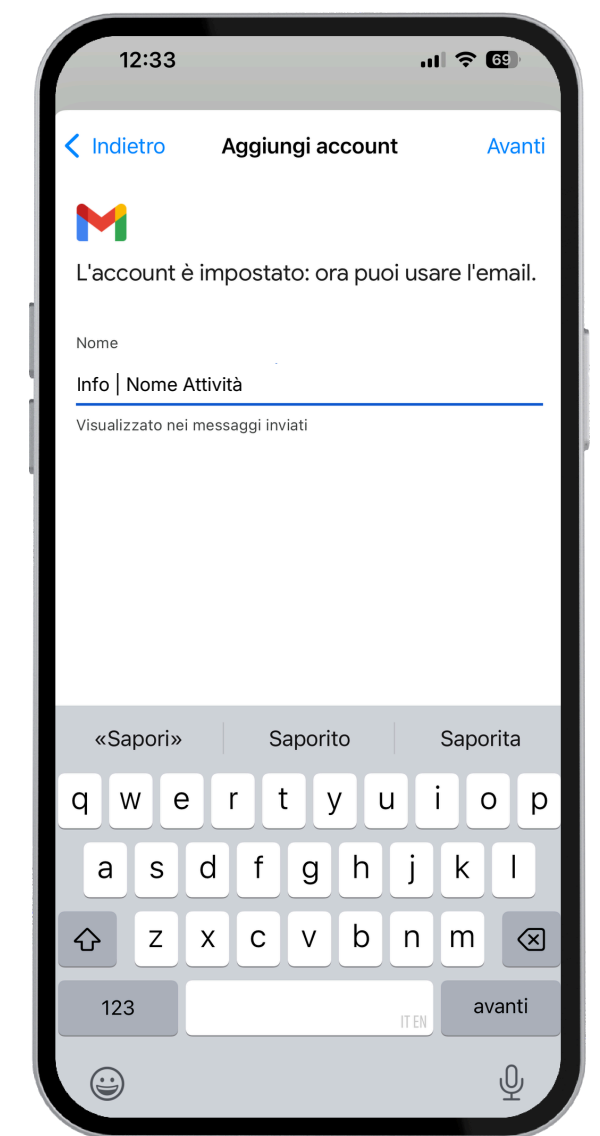 12:33
69
Indietro
Aggiungi account
Avanti
L'account è impostato: ora puoi usare l'email.
Nome
Info | Nome Attività
Visualizzato nei messaggi inviati
«Sapori» Saporito Saporita
q w e r t y u i o p
a s d f g h j k l
z x c v b n m
123
IT EN
avanti